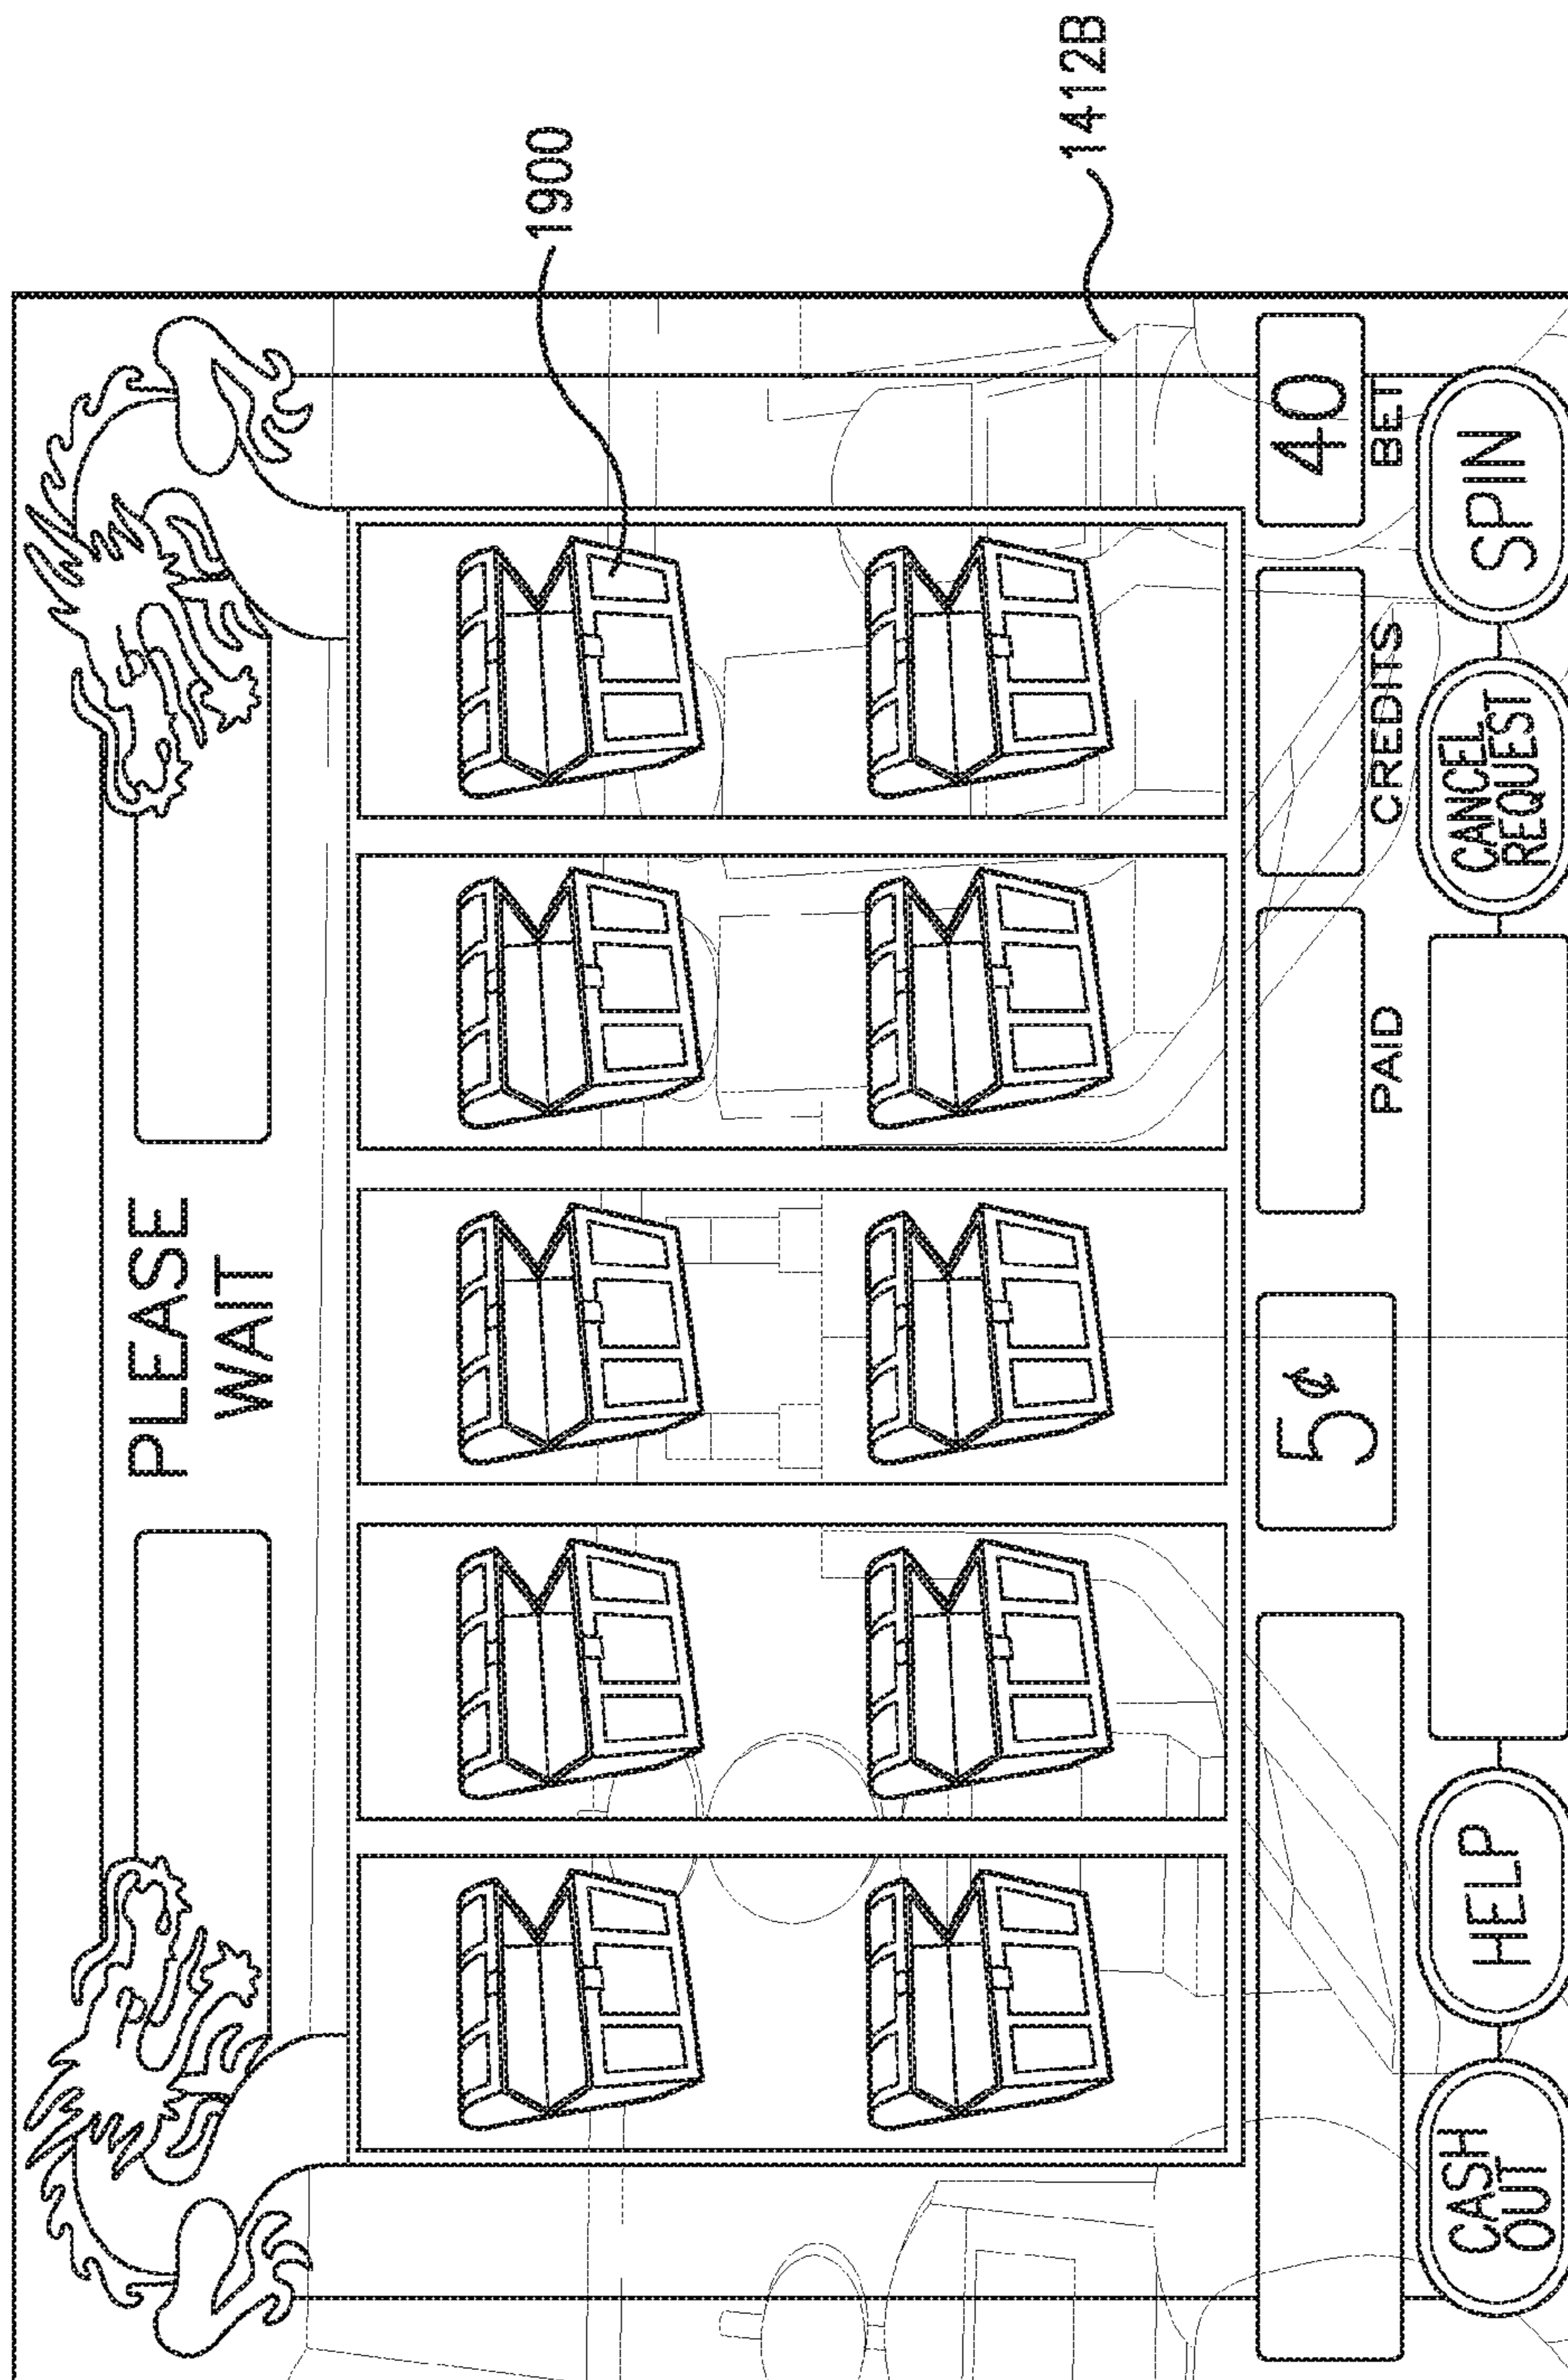 PLEASE
WAIT
1900
1412B
5¢
40
PAID
CREDITS
BET
CASH
OUT
HELP
CANCEL
REQUEST
SPIN